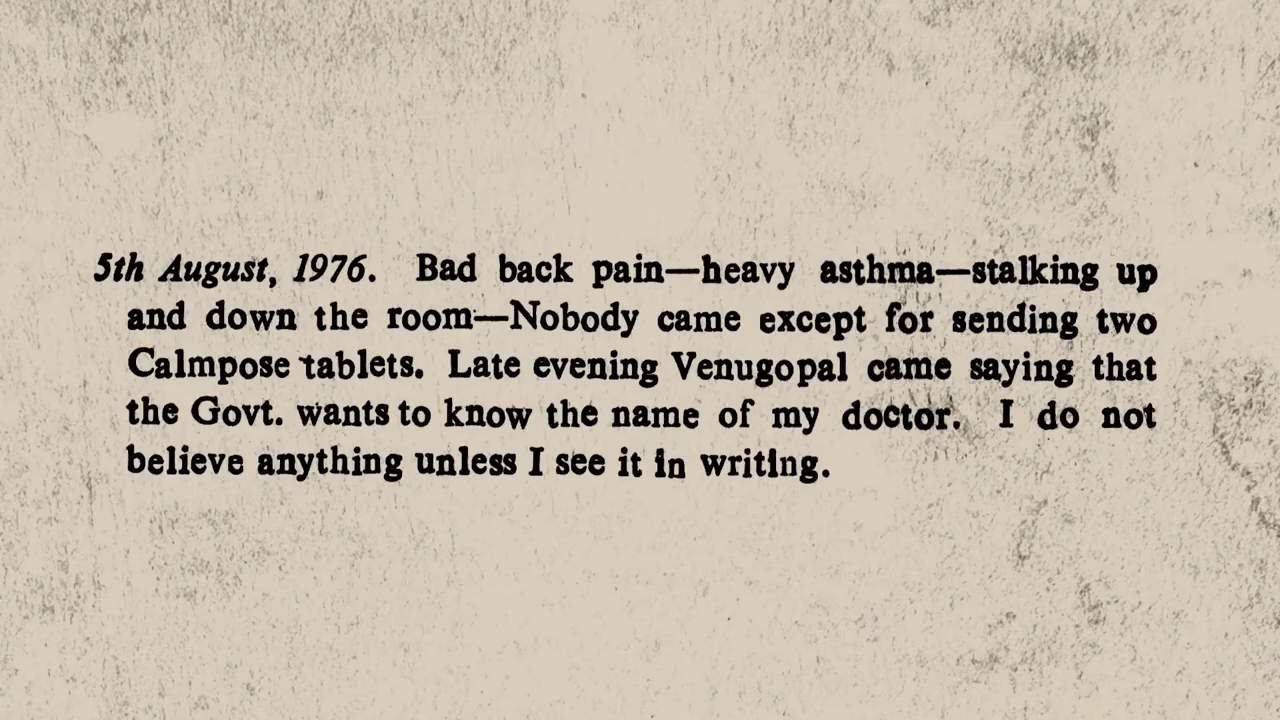 5th August, 1976. Bad back pain—heavy asthma—stalking up
and down the room—Nobody came except for sending two
Calmpose tablets. Late evening Venugopal came saying that
the Govt. wants to know the name of my doctor. I do not
believe anything unless I see it in writing.